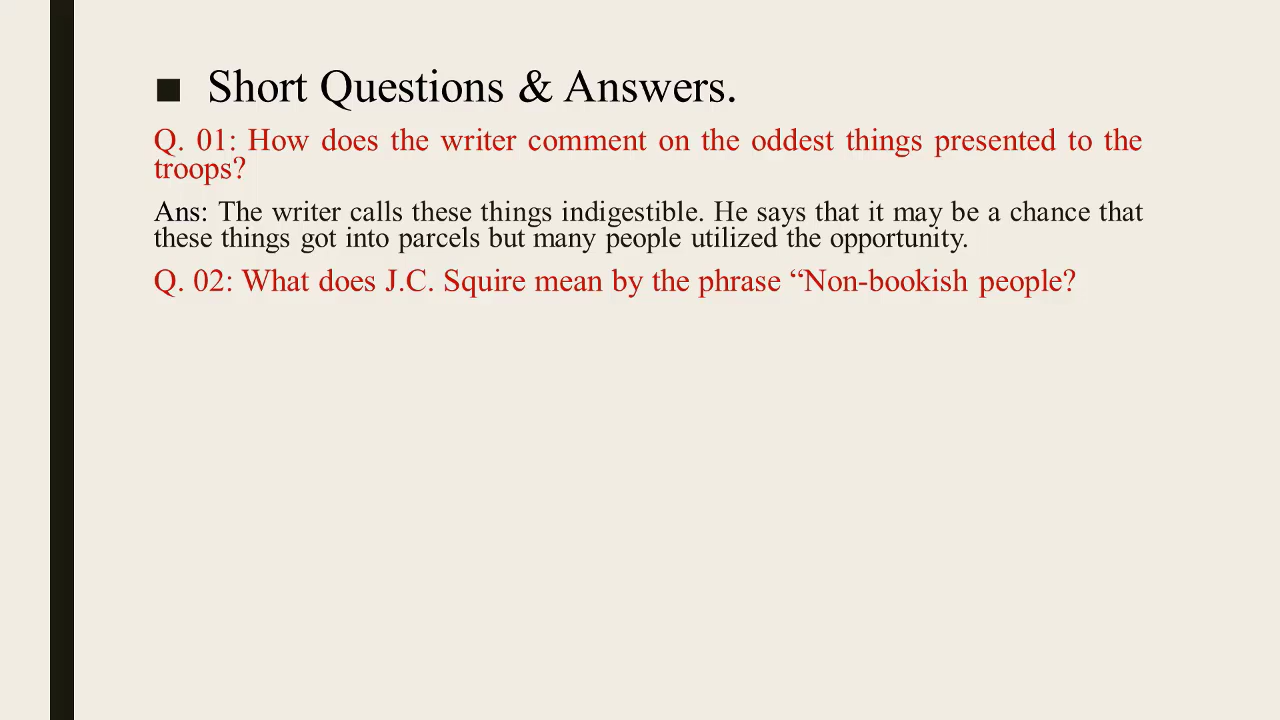 ■ Short Questions & Answers.
Q. 01: How does the writer comment on the oddest things presented to the
troops?
Ans: The writer calls these things indigestible. He says that it may be a chance that
these things got into parcels but many people utilized the opportunity.
Q. 02: What does J.C. Squire mean by the phrase “Non-bookish people?